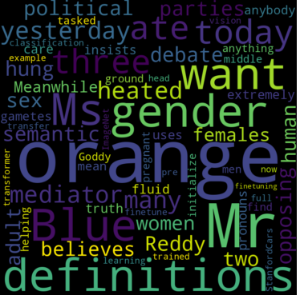 political parties anybody
tasked
yesterday ate today
classification
care insists three debate anything
example middle
Meanwhile want
hung heated
ground head vision
sex Ms gender extremely
gametes transfer
semantic females human
Goddy
mean uses ImageNet pregnant
orange
transformer
mediator fluid many initialize pre men now
finetuning
adult truth women pronouns full opposing
helping finetune find
Blue Mr
believes Reddy two
learning trained StanfordCars
definitions